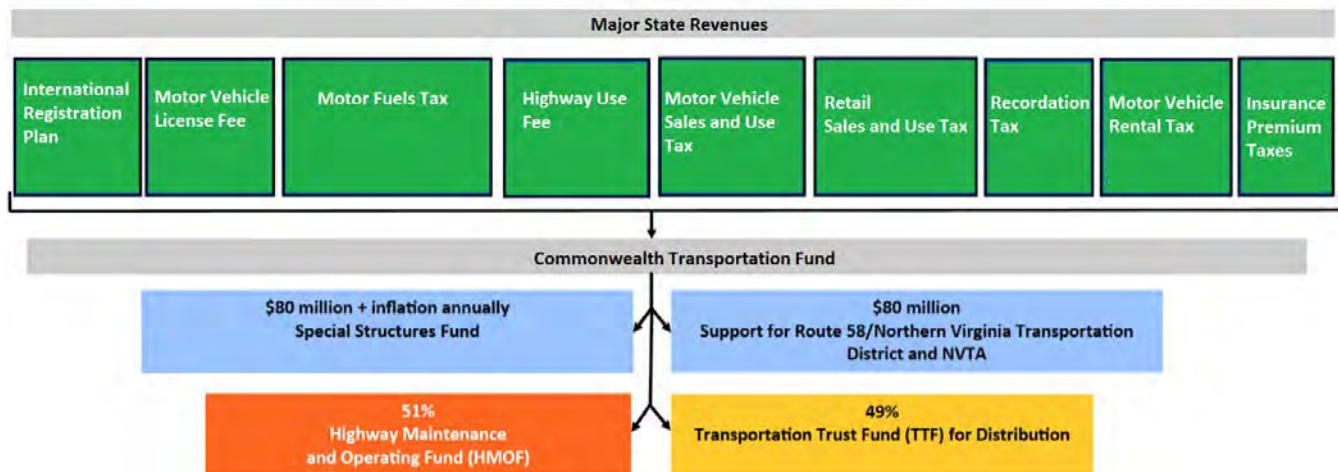 Major State Revenues
International
Registration
Plan
Motor Vehicle
License Fee
Motor Fuels Tax
Highway Use
Fee
Motor Vehicle
Sales and Use
Tax
Retail
Sales and Use Tax
Recordation
Tax
Motor Vehicle
Rental Tax
Insurance
Premium
Taxes
Commonwealth Transportation Fund
$80 million + inflation annually
Special Structures Fund
$80 million
Support for Route 58/Northern Virginia Transportation
District and NVTA
51%
Highway Maintenance
and Operating Fund (HMOF)
49%
Transportation Trust Fund (TTF) for Distribution